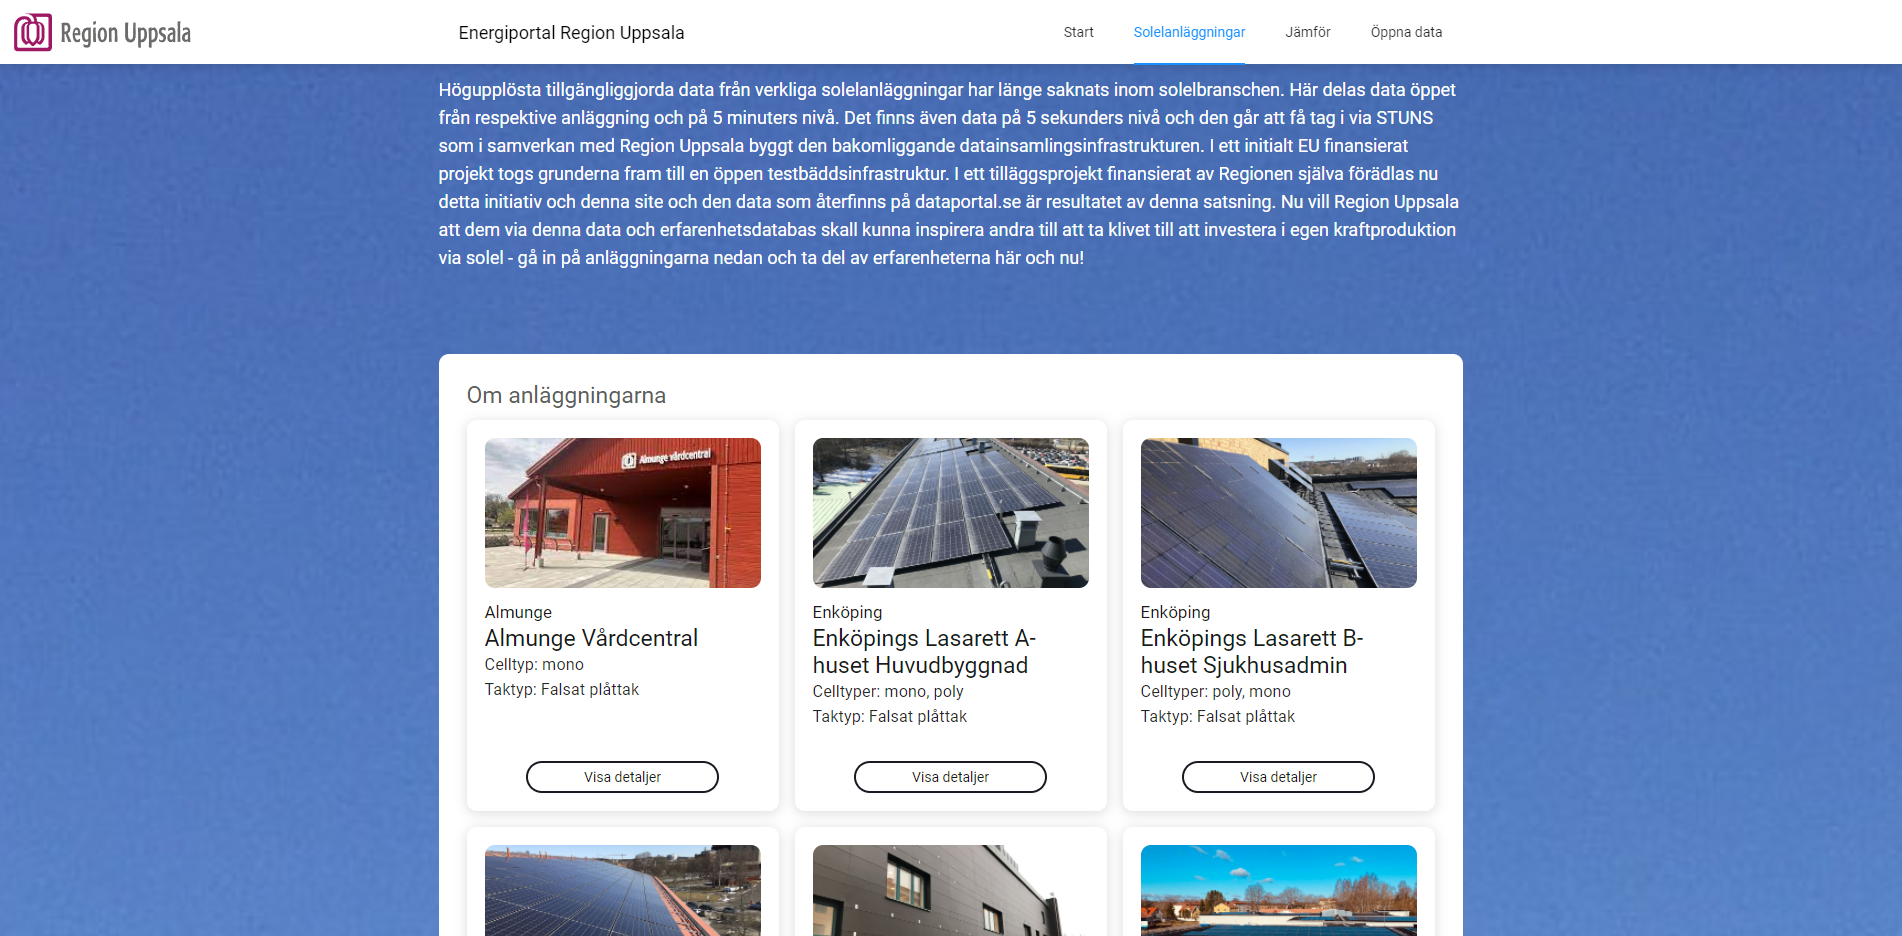 Region Uppsala
Energiportal Region Uppsala
Start
Solelanläggningar
Jämför
Öppna data
Högupplösta tillgängliggjorda data från verkliga solelanläggningar har länge saknats inom solelbranschen. Här delas data öppet
från respektive anläggning och på 5 minuters nivå. Det finns även data på 5 sekunders nivå och den går att få tag i via STUNS
som i samverkan med Region Uppsala byggt den bakomliggande datainsamlingsinfrastrukturen. I ett initialt EU finansierat
projekt togs grunderna fram till en öppen testbäddsinfrastruktur. I ett tilläggsprojekt finansierat av Regionen själva förädlas nu
detta initiativ och denna site och den data som återfinns på dataportal.se är resultatet av denna satsning. Nu vill Region Uppsala
att dem via denna data och erfarenhetsdatabas skall kunna inspirera andra till att ta klivet till att investera i egen kraftproduktion
via solel - gå in på anläggningarna nedan och ta del av erfarenheterna här och nu!
Om anläggningarna
Almunge vårdcentral
Almunge
Almunge Vårdcentral
Celltyp: mono
Taktyp: Falsat plåttak
Visa detaljer
Enköping
Enköpings Lasarett A-
huset Huvudbyggnad
Celltyper: mono, poly
Taktyp: Falsat plåttak
Visa detaljer
Enköping
Enköpings Lasarett B-
huset Sjukhusadmin
Celltyper: poly, mono
Taktyp: Falsat plåttak
Visa detaljer